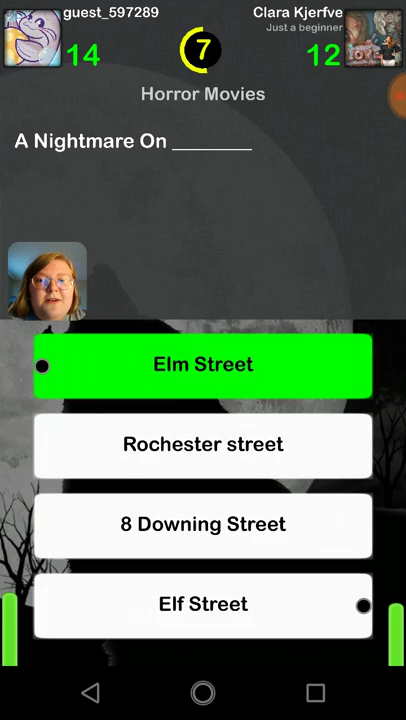 guest_597289
14
7
Clara Kjerfve
Just a beginner
12
Horror Movies
A Nightmare On ________
Elm Street
Rochester street
8 Downing Street
Elf Street